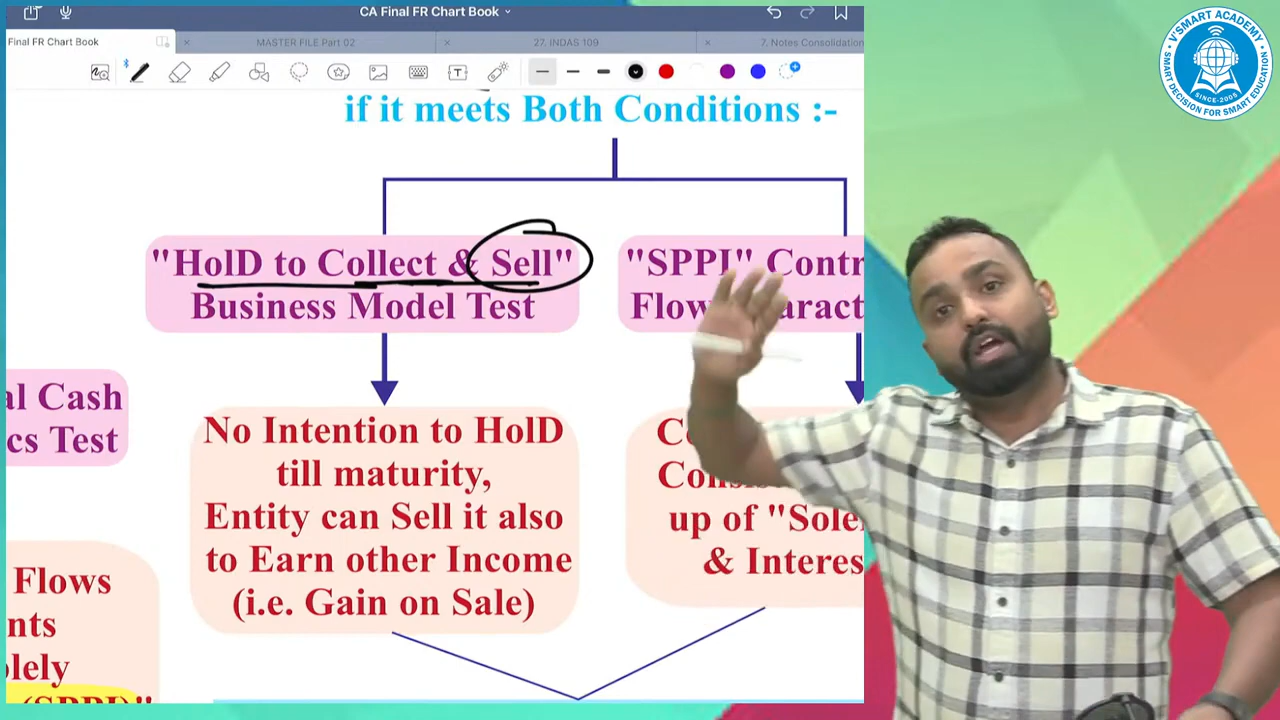 CA Final FR Chart Book
Final FR Chart Book
MASTER FILE Part 02
27. INDAS 109
7. Notes Consolidation
if it meets Both Conditions :-
"HolD to Collect & Sell"
Business Model Test
"SPPI" Contr
Flow
aract
al Cash
cs Test
No Intention to HolD
till maturity,
Entity can Sell it also
to Earn other Income
(i.e. Gain on Sale)
up of "Sole
& Interes
Flows
nts
olely
(SPPI)"
V'SMART ACADEMY
SMART DECISION FOR SMART EDUCATION
SINCE-2005